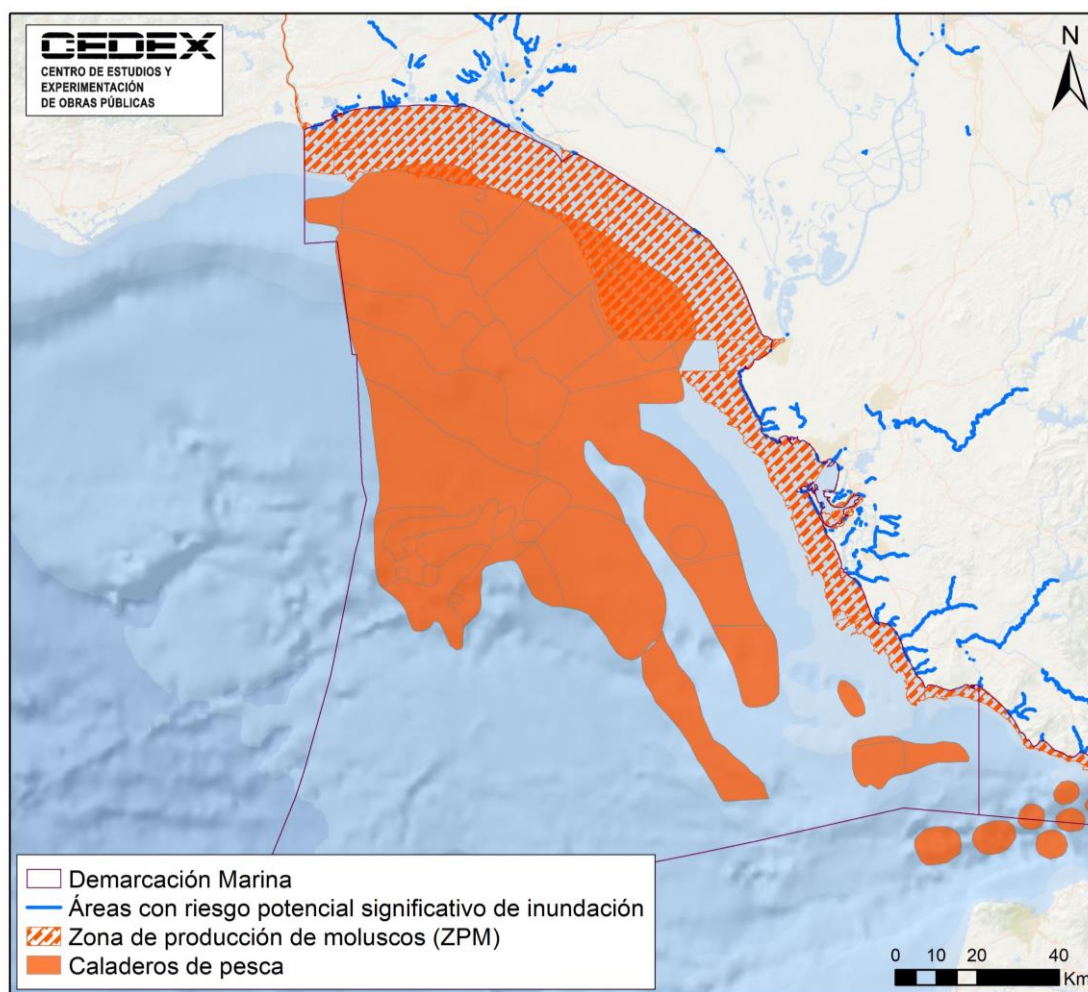 CEDEX
CENTRO DE ESTUDIOS Y
EXPERIMENTACIÓN
DE OBRAS PÚBLICAS
N
Demarcación Marina
Áreas con riesgo potencial significativo de inundación
Zona de producción de moluscos (ZPM)
Caladeros de pesca
0 10 20 40
Km